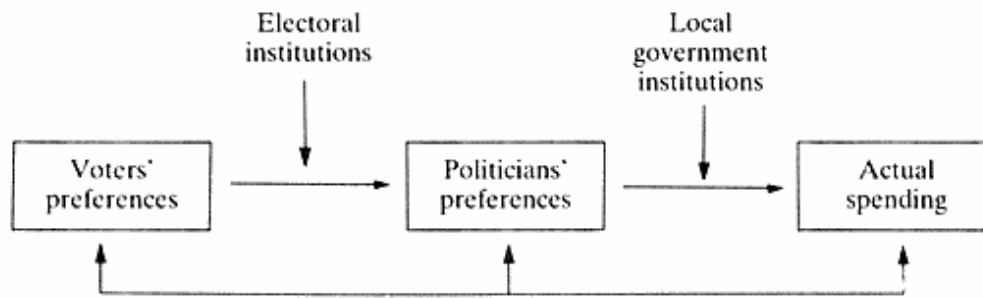 Electoral
institutions
Local
government
institutions
Voters'
preferences
Politicians'
preferences
Actual
spending